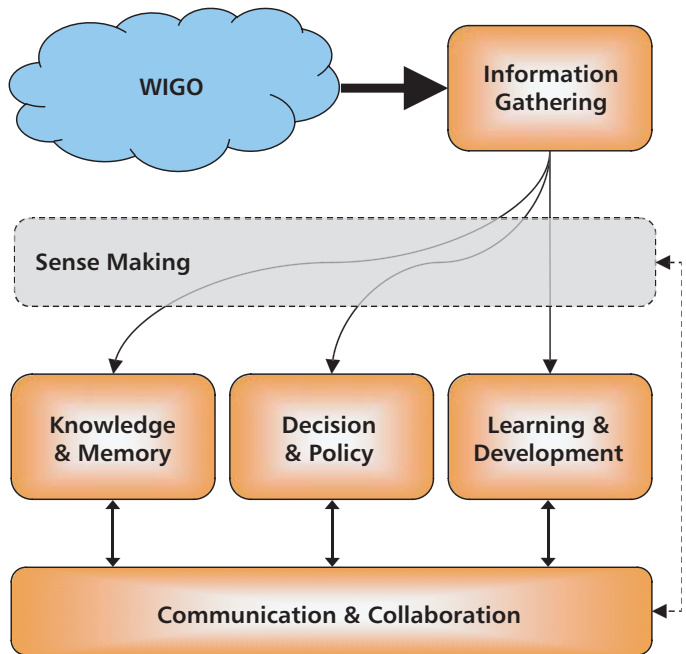 WIGO
Information
Gathering
Sense Making
Knowledge
& Memory
Decision
& Policy
Learning &
Development
Communication & Collaboration